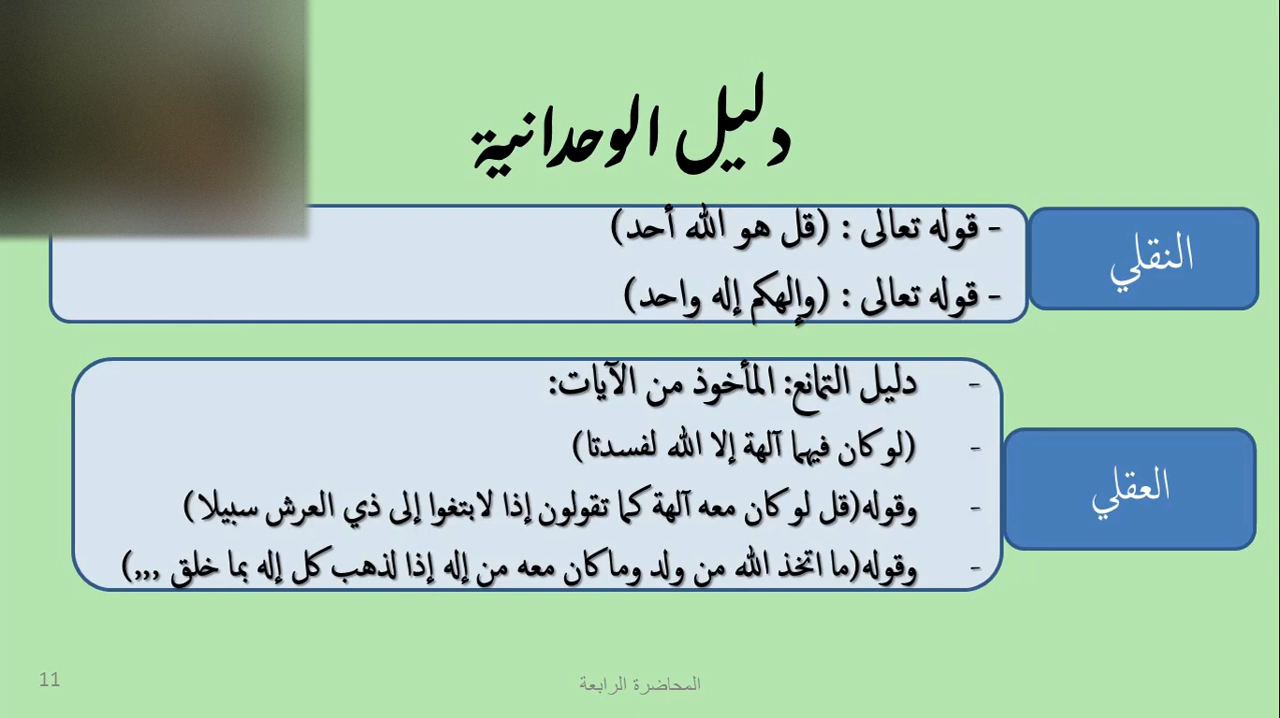 دليل الوحدانية
النقلي
- قوله تعالى : (قل هو الله أحد)
- قوله تعالى : (وإلهكم إله واحد)
العقلي
- دليل التمانع: المأخوذ من الآيات:
- (لو كان فيهما آلهة إلا الله لفسدتا)
- وقوله(قل لو كان معه آلهة كما تقولون إذا لابتغوا إلى ذي العرش سبيلا)
- وقوله(ما اتخذ الله من ولد وما كان معه من إله إذا لذهب كل إله بما خلق ,,,)
المحاضرة الرابعة
11